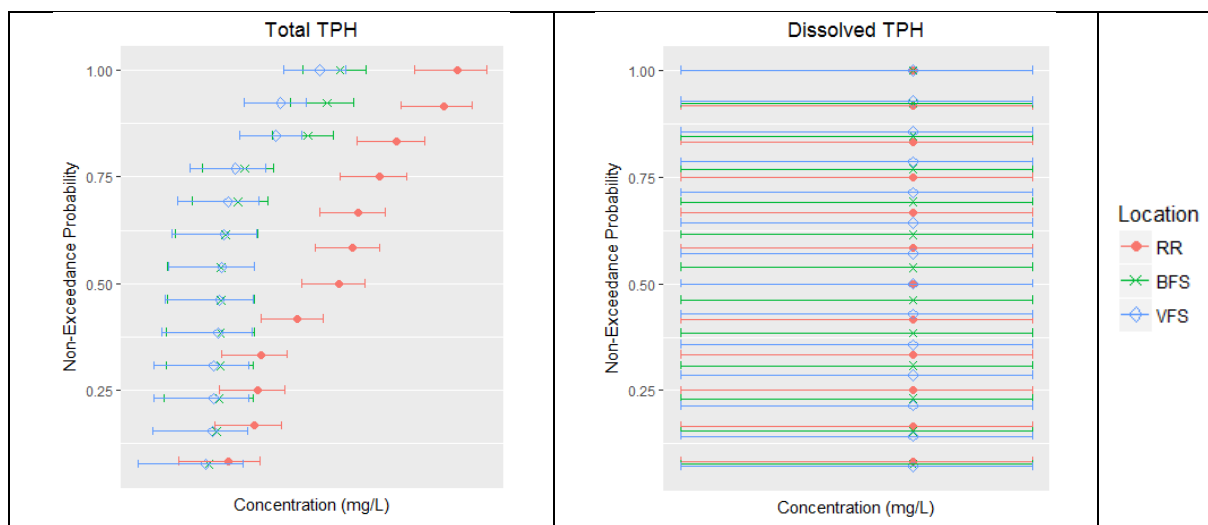 Total TPH
Non-Exceedance Probability
1.00
0.75
0.50
0.25
Concentration (mg/L)
Dissolved TPH
Non-Exceedance Probability
1.00
0.75
0.50
0.25
Concentration (mg/L)
Location
RR
BFS
VFS